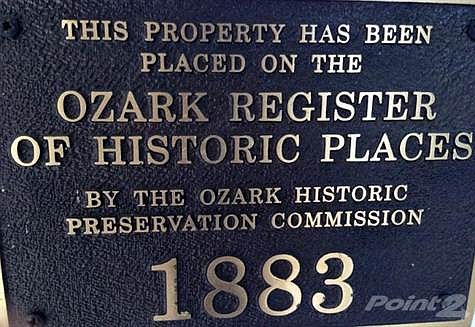 THIS PROPERTY HAS BEEN
PLACED ON THE
OZARK REGISTER
OF HISTORIC PLACES
BY THE OZARK HISTORIC
PRESERVATION COMMISSION
1883
Point2